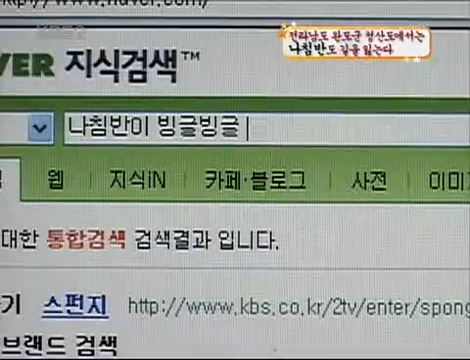 http://www.naver.com/
전라남도 완도군 청산도에서는
나침반도 길을 잃는다
VER 지식검색™
나침반이 빙글빙글
웹 지식iN 카페·블로그 사전 이미
대한 통합검색 검색결과 입니다.
기 스펀지 http://www.kbs.co.kr/2tv/enter/spong
브랜드 검색